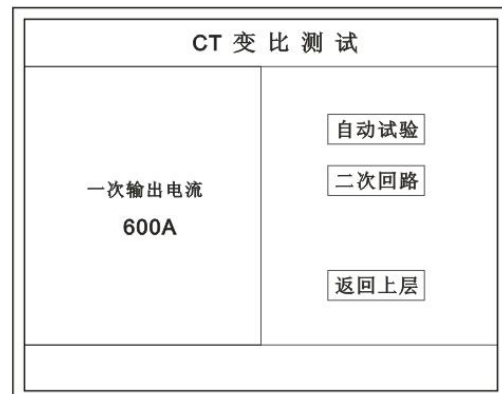 CT 变 比 测 试
一次输出电流
600A
自动试验
二次回路
返回上层